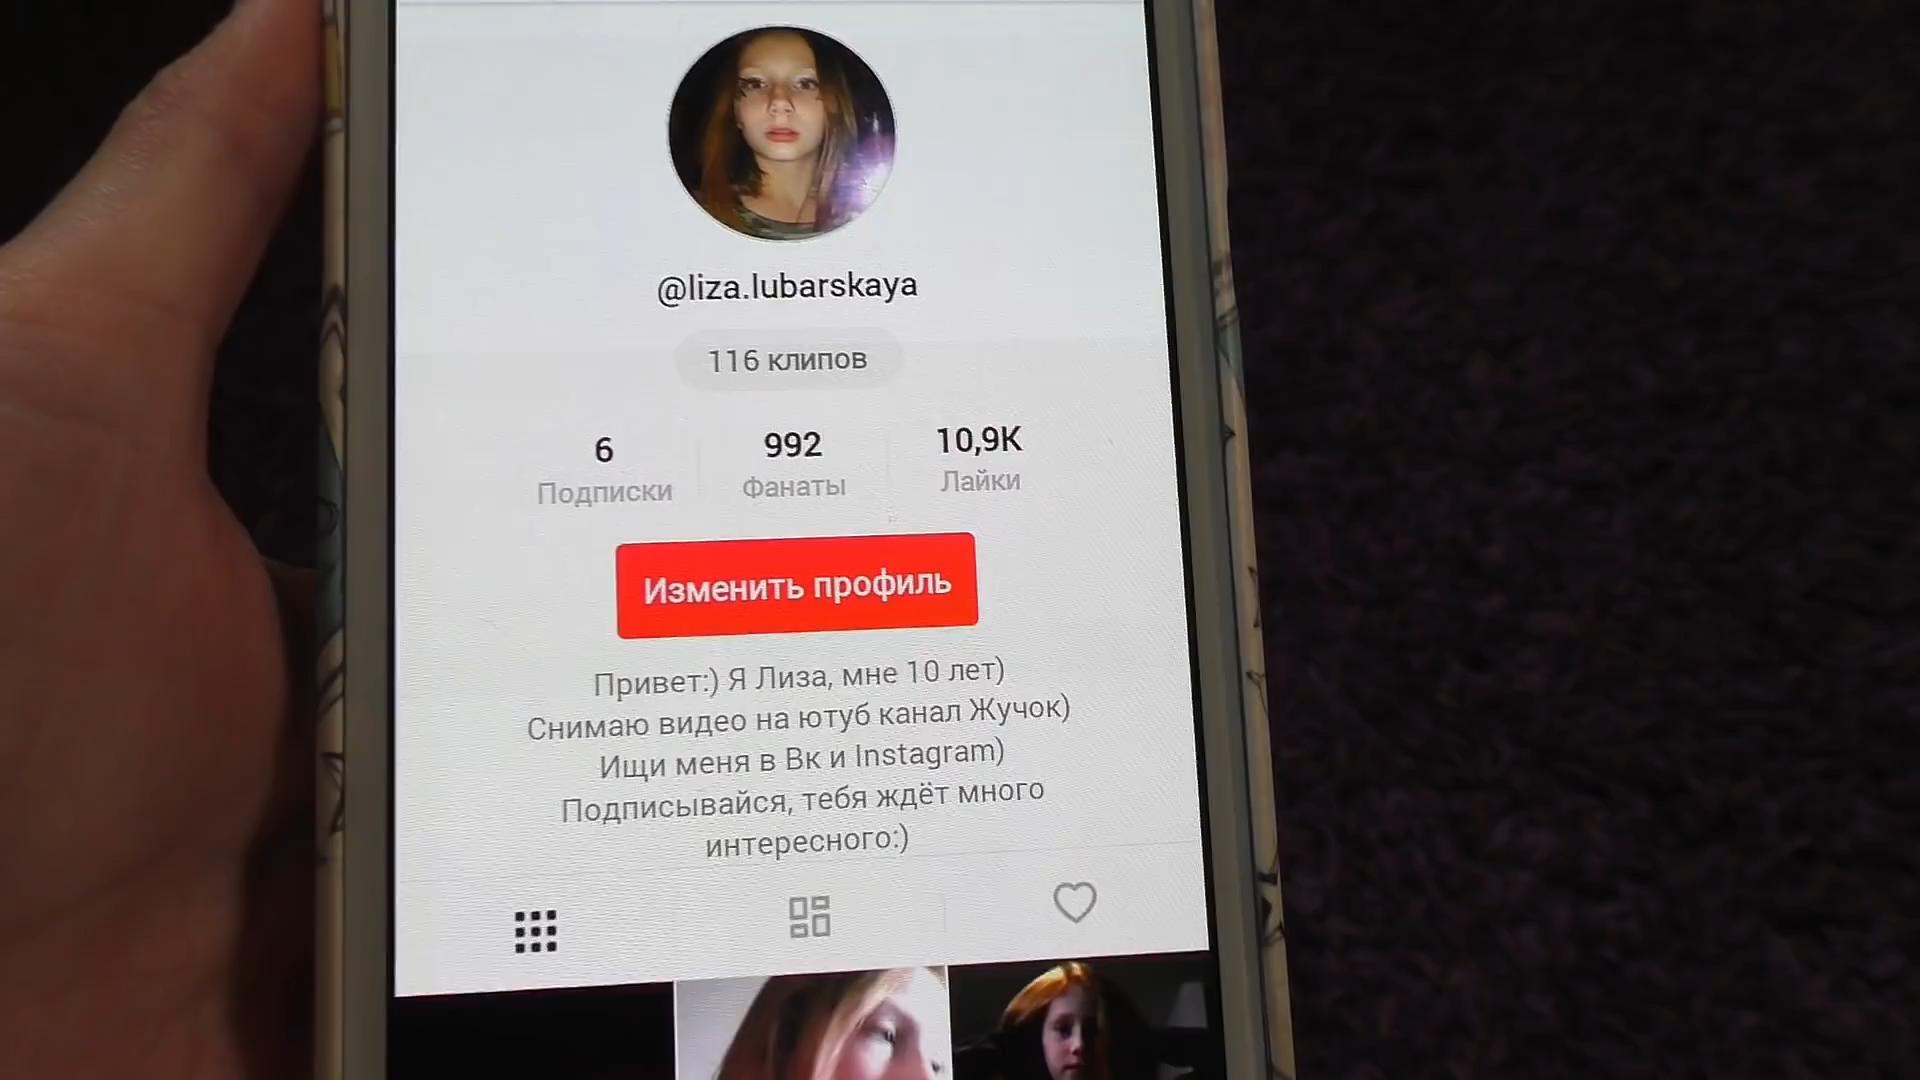 @liza.lubarskaya
116 клипов
6 992 10,9K
Подписки Фанаты Лайки
Изменить профиль
Привет:) Я Лиза, мне 10 лет)
Снимаю видео на ютуб канал Жучок)
Ищи меня в Вк и Instagram)
Подписывайся, тебя ждёт много
интересного:)